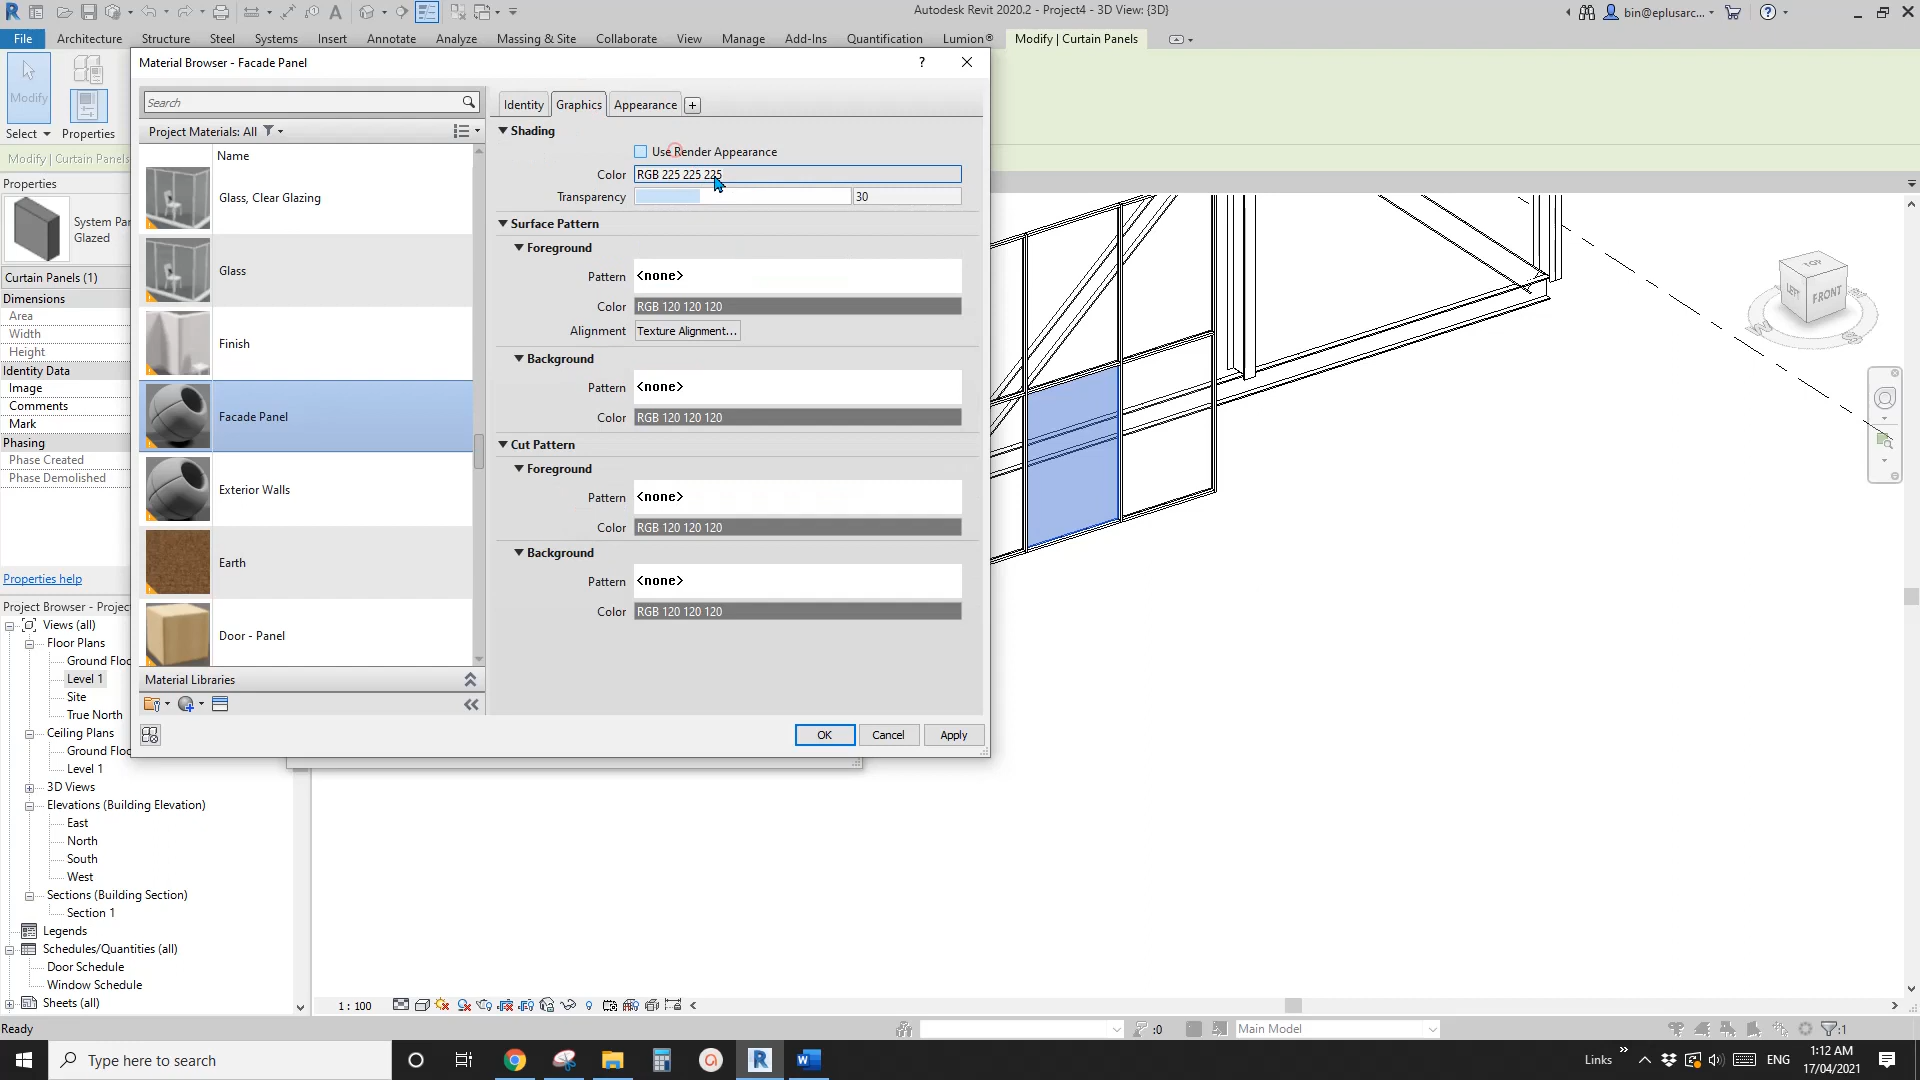 Autodesk Revit 2020.2 - Project4 - 3D View: {3D}
bin@eplusarc...
File Architecture Structure Steel Systems Insert Annotate Analyze Massing & Site Collaborate View Manage Add-Ins Quantification Lumion® Modify | Curtain Panels
Modify
Select
Properties
Modify | Curtain Panels
Properties
System Pan
Glazed
Curtain Panels (1)
Dimensions
Area
Width
Height
Identity Data
Image
Comments
Mark
Phasing
Phase Created
Phase Demolished
Properties help
Project Browser - Project
Views (all)
Floor Plans
Ground Floo
Level 1
Site
True North
Ceiling Plans
Ground Floo
Level 1
3D Views
Elevations (Building Elevation)
East
North
South
West
Sections (Building Section)
Section 1
Legends
Schedules/Quantities (all)
Door Schedule
Window Schedule
Sheets (all)
Material Browser - Facade Panel
?
Search
Project Materials: All
Name
Glass, Clear Glazing
Glass
Finish
Facade Panel
Exterior Walls
Earth
Door - Panel
Material Libraries
Identity Graphics Appearance +
Shading
Use Render Appearance
Color RGB 225 225 225
Transparency 30
Surface Pattern
Foreground
Pattern <none>
Color RGB 120 120 120
Alignment Texture Alignment...
Background
Pattern <none>
Color RGB 120 120 120
Cut Pattern
Foreground
Pattern <none>
Color RGB 120 120 120
Background
Pattern <none>
Color RGB 120 120 120
OK Cancel Apply
TOP
LEFT
FRONT
W
S
1 : 100
Ready
:0
Main Model
:1
Type here to search
Links
ENG
1:12 AM
17/04/2021